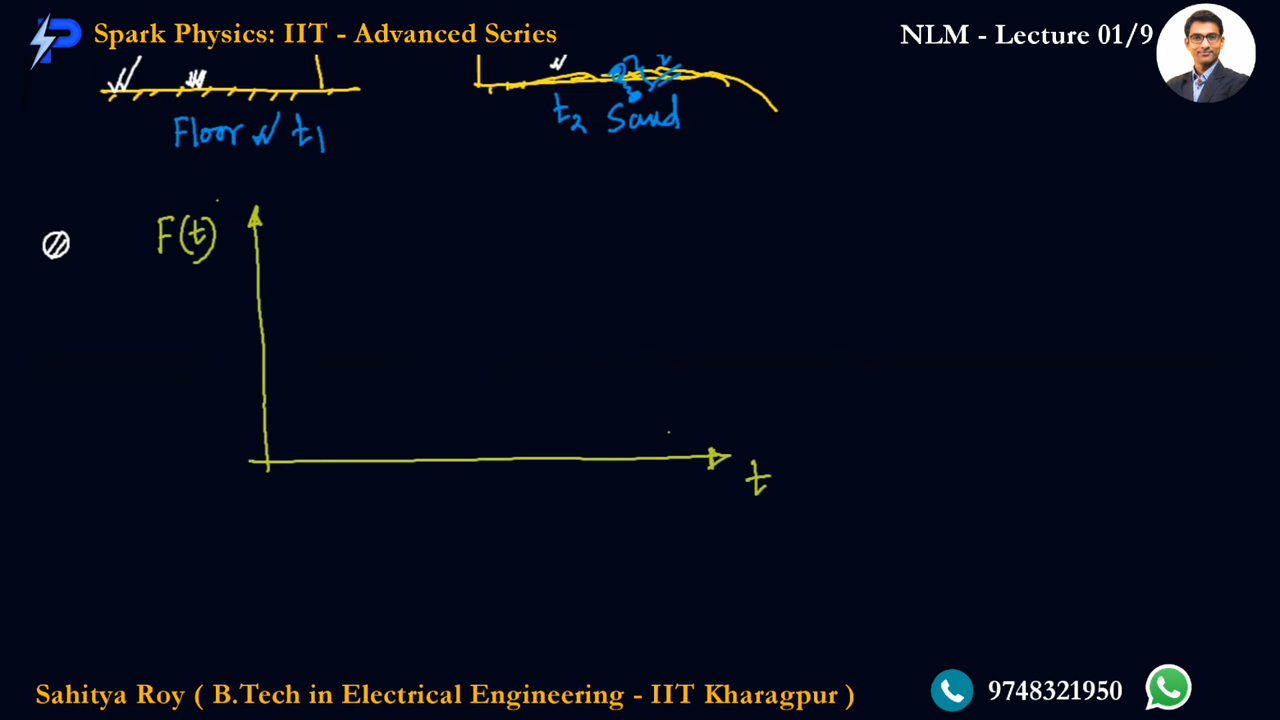 Spark Physics: IIT - Advanced Series
NLM - Lecture 01/9
Floor t1
t2 Sand
F(t)
t
Sahitya Roy ( B.Tech in Electrical Engineering - IIT Kharagpur )
9748321950